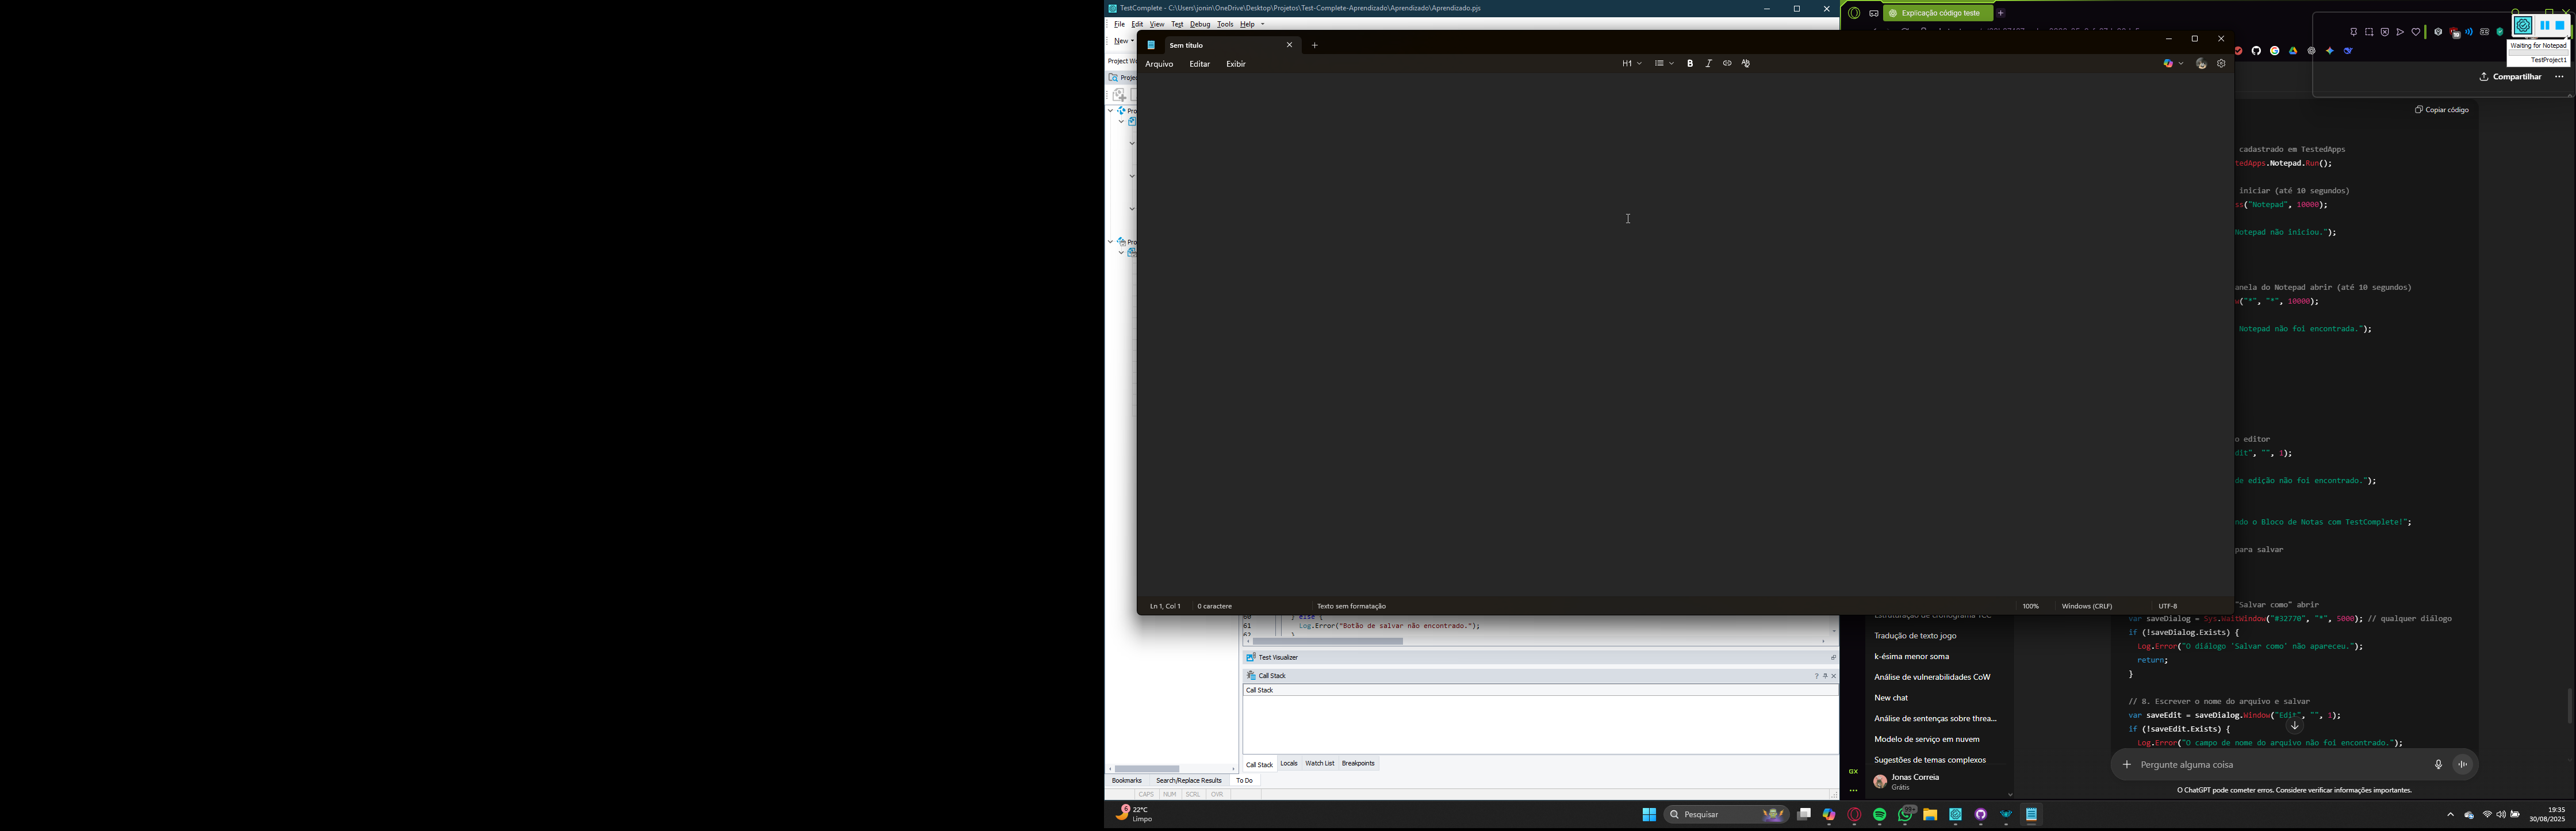 TestComplete - C:\Users\jonin\OneDrive\Desktop\Projetos\Test-Complete-Aprendizado\Aprendizado\Aprendizado.pjs
File Edit View Test Debug Tools Help
New
Project Wo
Projec
Pro
Pro
Sem título
Arquivo Editar Exibir
H1
Ln 1, Col 1
0 caractere
Texto sem formatação
100%
Windows (CRLF)
UTF-8
60 } else {
61 Log.Error("Botão de salvar não encontrado.");
62 }
Test Visualizer
Call Stack
Call Stack
Call Stack Locals Watch List Breakpoints
Bookmarks Search/Replace Results To Do
CAPS NUM SCRL OVR
Explicação código teste
Waiting for Notepad
TestProject1
Compartilhar
Copiar código
cadastrado em TestedApps
tedApps.Notepad.Run();
iniciar (até 10 segundos)
ss("Notepad", 10000);
Notepad não iniciou.");
anela do Notepad abrir (até 10 segundos)
w("*", "*", 10000);
Notepad não foi encontrada.");
o editor
dit", "", 1);
de edição não foi encontrado.");
ndo o Bloco de Notas com TestComplete!";
para salvar
"Salvar como" abrir
var saveDialog = Sys.WaitWindow("#32770", "*", 5000); // qualquer diálogo
if (!saveDialog.Exists) {
Log.Error("O diálogo 'Salvar como' não apareceu.");
return;
}
// 8. Escrever o nome do arquivo e salvar
var saveEdit = saveDialog.Window("Edit", "", 1);
if (!saveEdit.Exists) {
Log.Error("O campo de nome do arquivo não foi encontrado.");
Tradução de texto jogo
k-ésima menor soma
Análise de vulnerabilidades CoW
New chat
Análise de sentenças sobre threa...
Modelo de serviço em nuvem
Sugestões de temas complexos
Jonas Correia
Grátis
GX
Pergunte alguma coisa
O ChatGPT pode cometer erros. Considere verificar informações importantes.
6
22°C
Limpo
Pesquisar
99+
19:35
30/08/2025